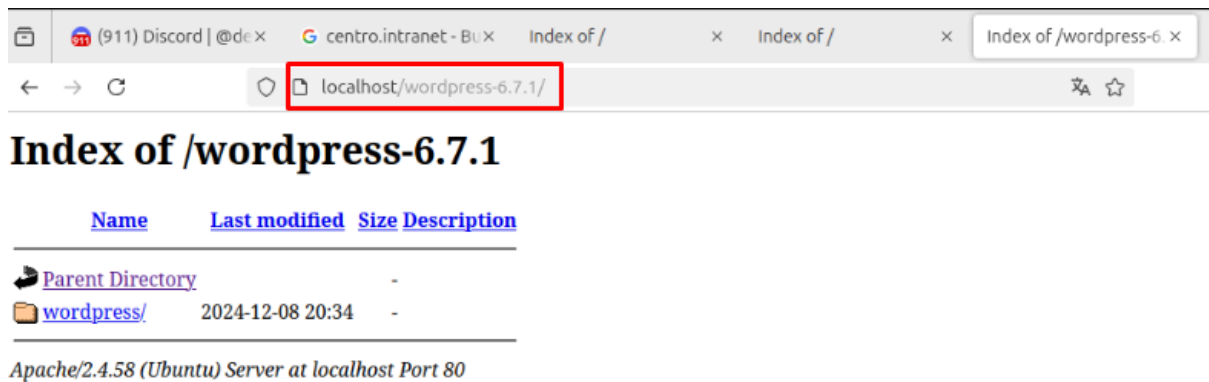 (911) Discord | @de
centro.intranet - Bu
Index of /
Index of /
Index of /wordpress-6.
localhost/wordpress-6.7.1/
Index of /wordpress-6.7.1
Name Last modified Size Description
Parent Directory -
wordpress/ 2024-12-08 20:34 -
Apache/2.4.58 (Ubuntu) Server at localhost Port 80